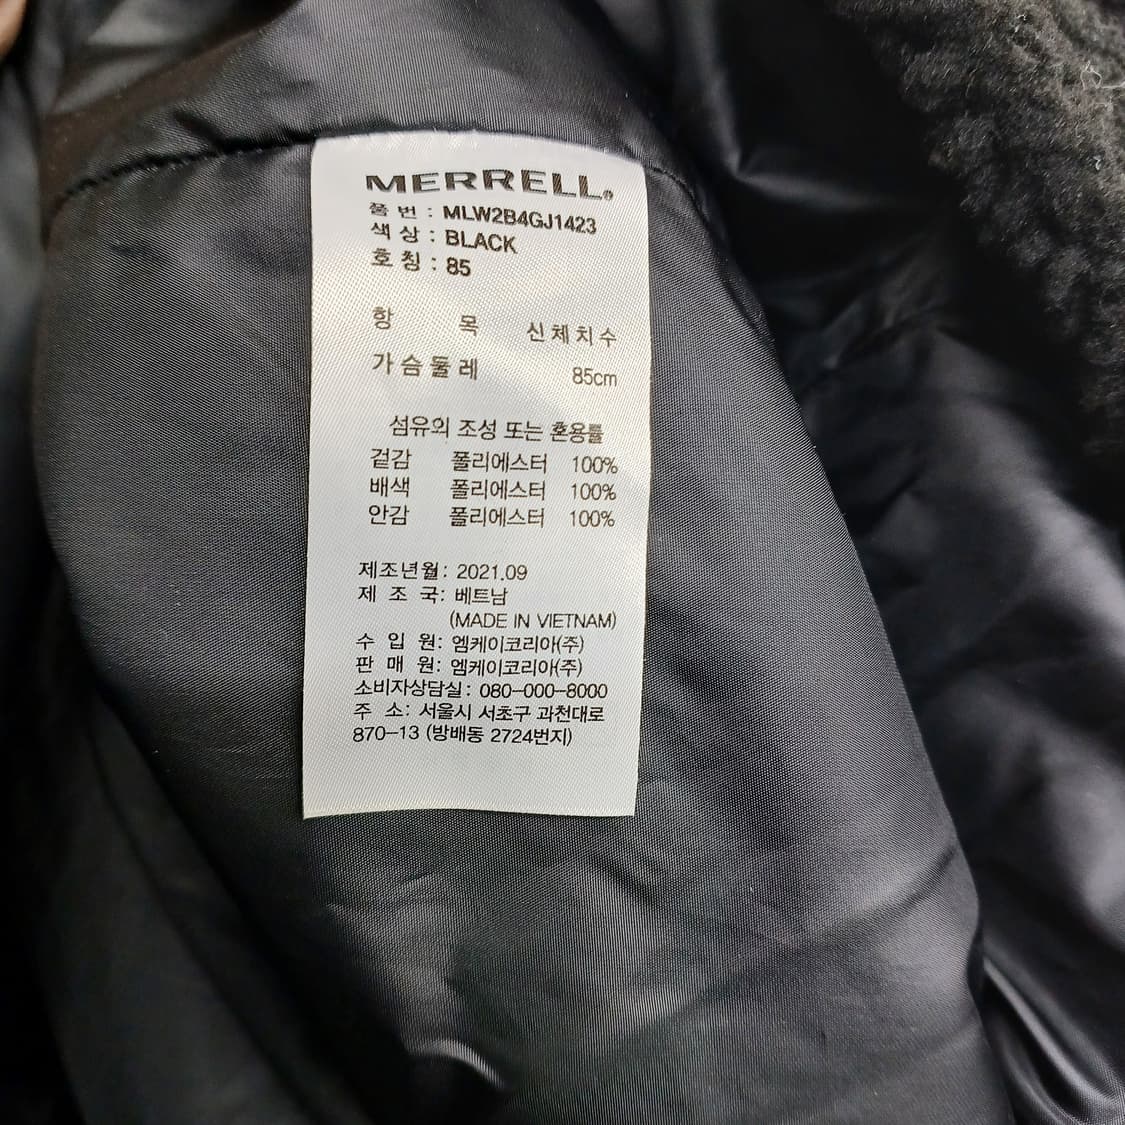 MERRELL®
품 번 : MLW2B4GJ1423
색 상 : BLACK
호 칭 : 85
항 목 신체치수
가슴둘레 85cm
섬유의 조성 또는 혼용률
겉감 폴리에스터 100%
배색 폴리에스터 100%
안감 폴리에스터 100%
제조년월: 2021.09
제 조 국: 베트남
(MADE IN VIETNAM)
수 입 원: 엠케이코리아(주)
판 매 원: 엠케이코리아(주)
소비자상담실: 080-000-8000
주 소: 서울시 서초구 과천대로
870-13 (방배동 2724번지)